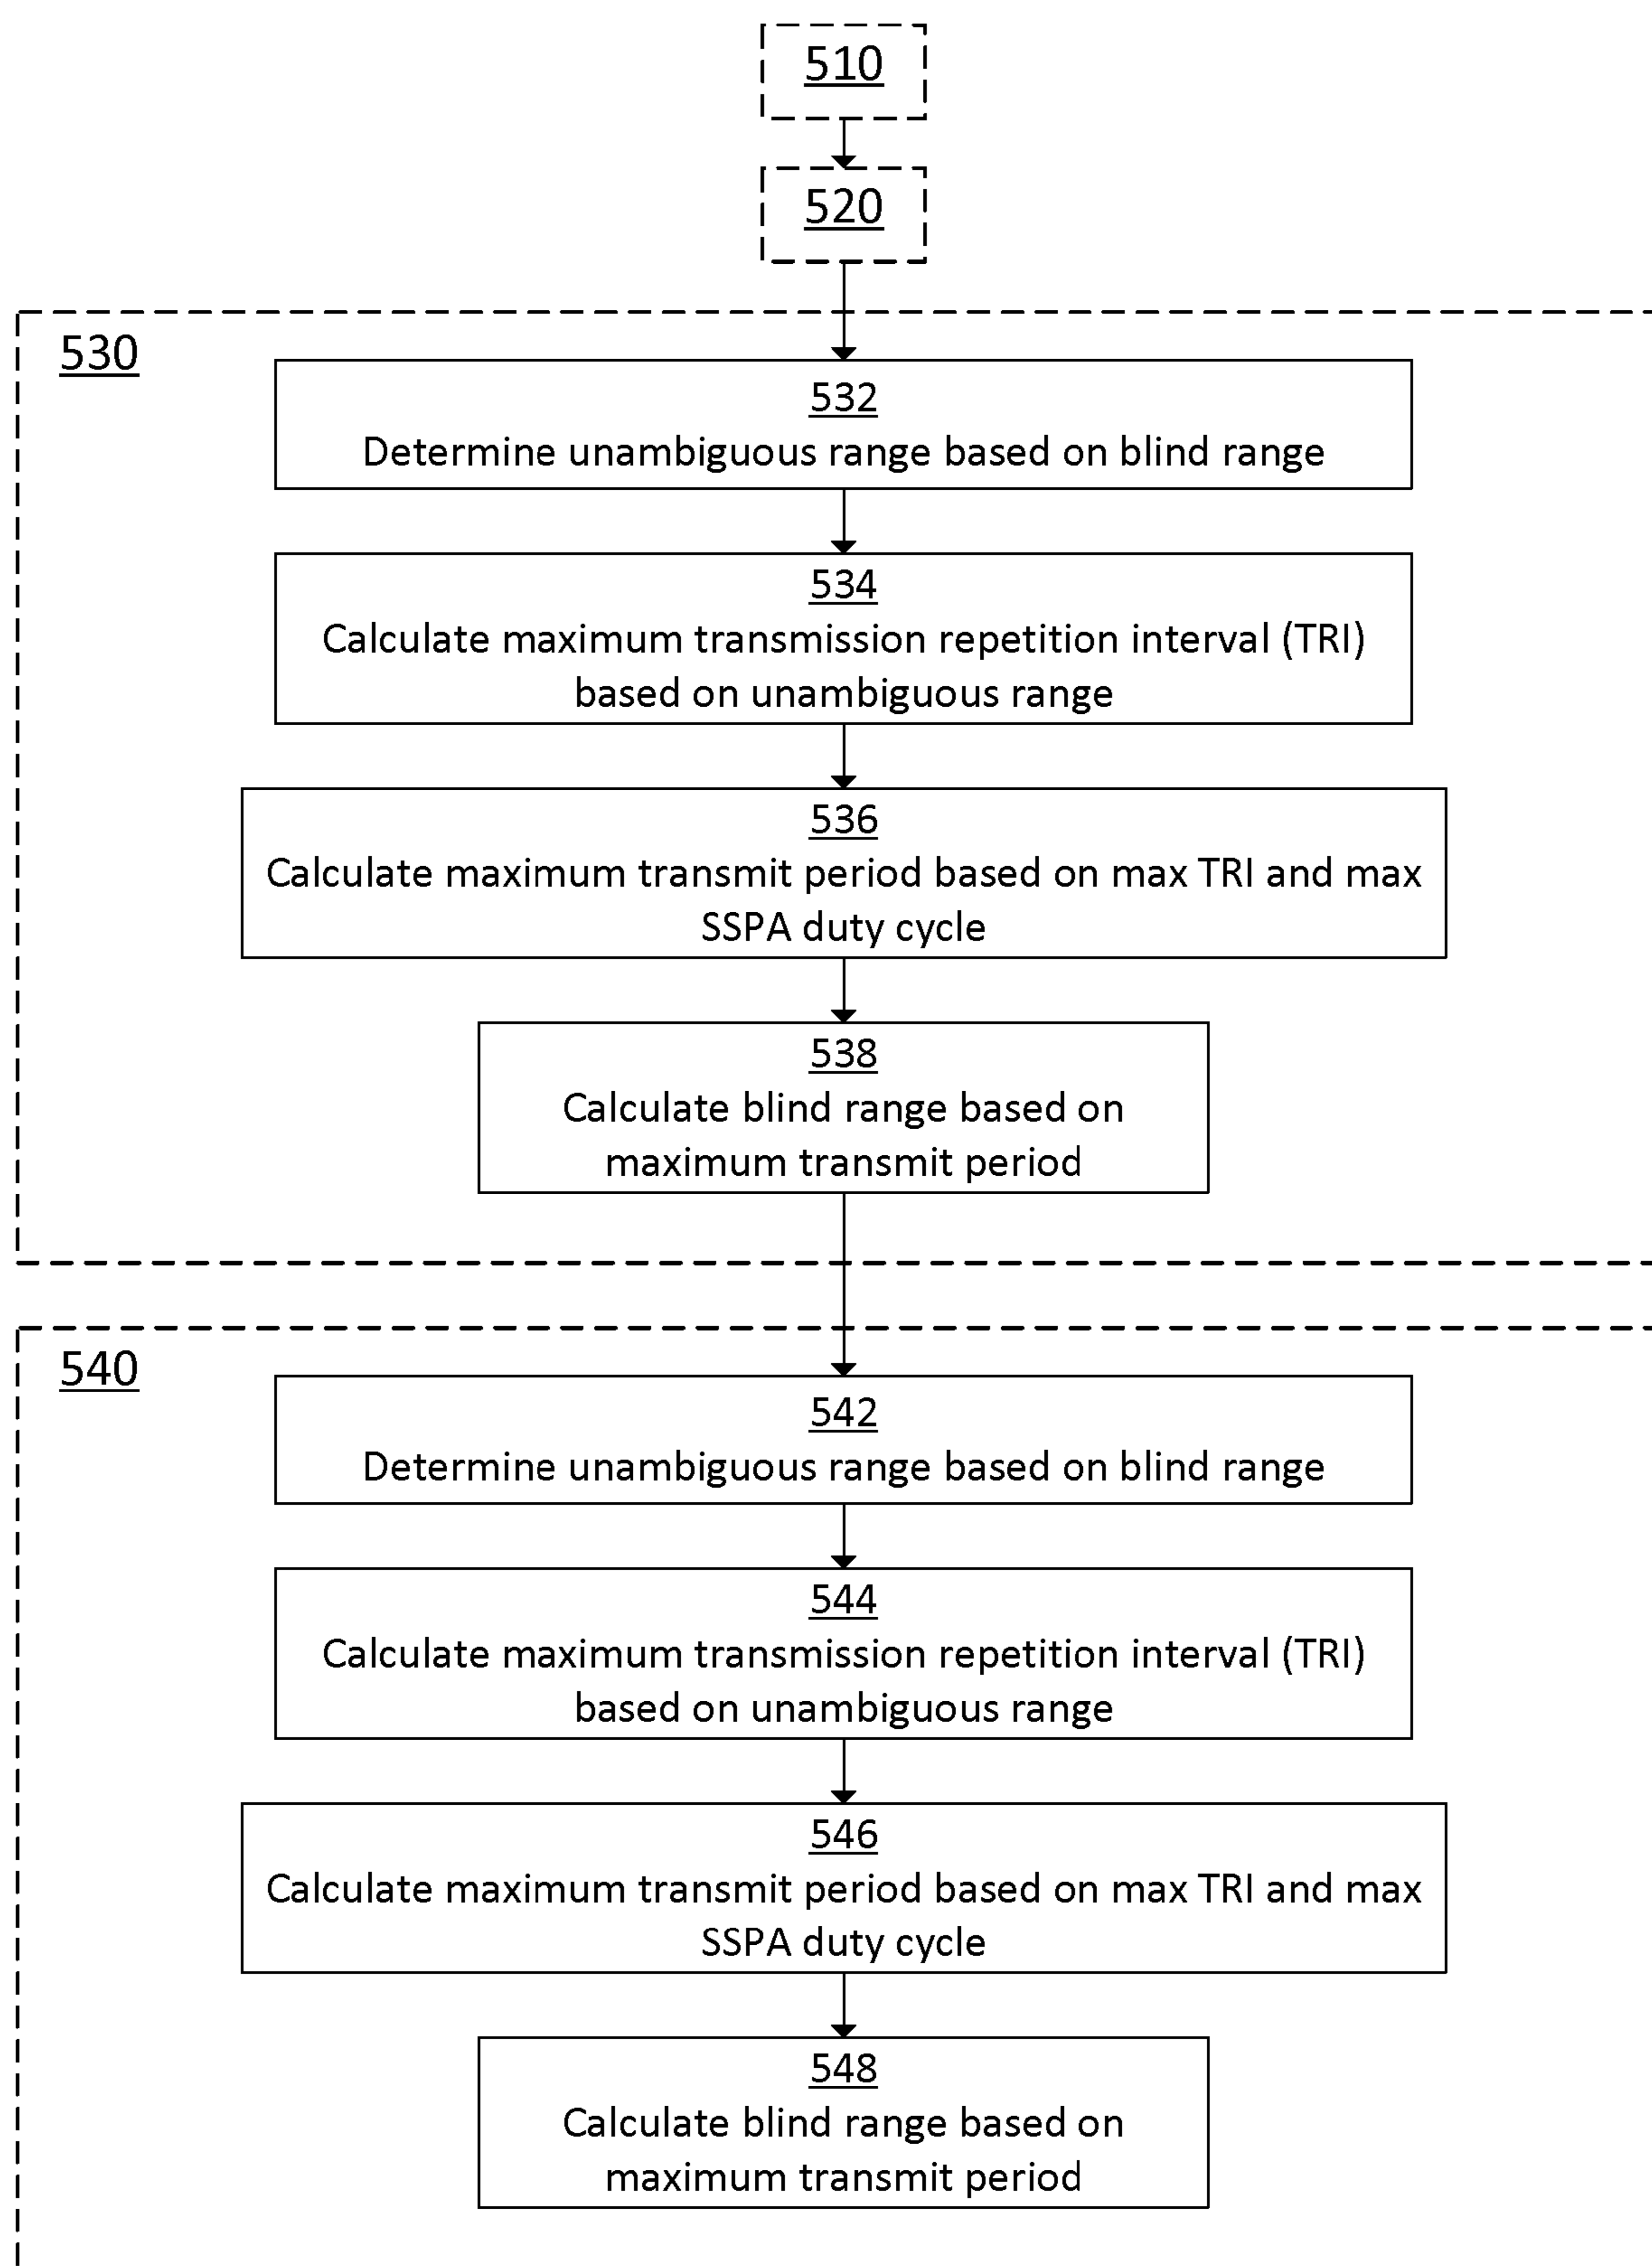 510
520
530
532
Determine unambiguous range based on blind range
534
Calculate maximum transmission repetition interval (TRI)
based on unambiguous range
536
Calculate maximum transmit period based on max TRI and max
SSPA duty cycle
538
Calculate blind range based on
maximum transmit period
540
542
Determine unambiguous range based on blind range
544
Calculate maximum transmission repetition interval (TRI)
based on unambiguous range
546
Calculate maximum transmit period based on max TRI and max
SSPA duty cycle
548
Calculate blind range based on
maximum transmit period